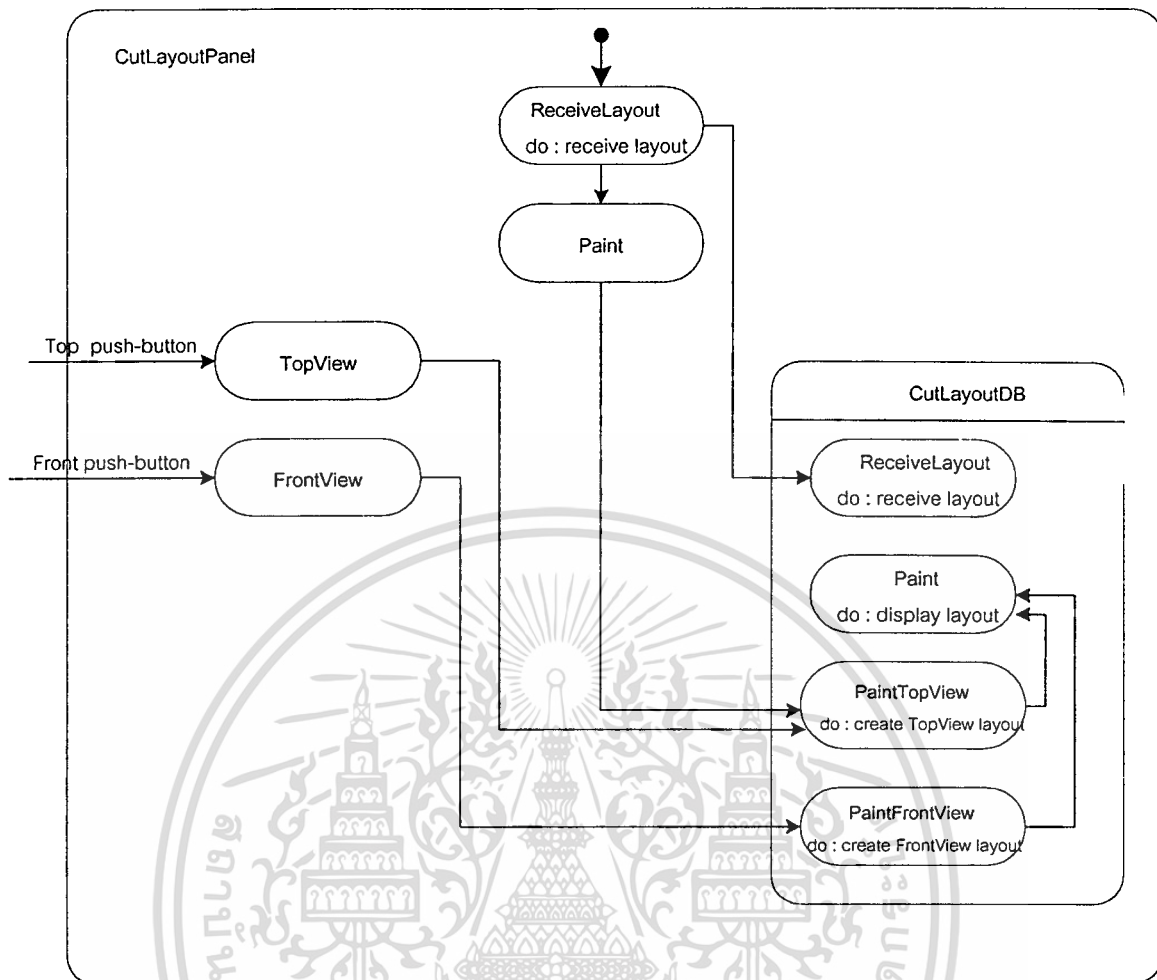 CutLayoutPanel
ReceiveLayout
do : receive layout
Paint
Top push-button
TopView
Front push-button
FrontView
CutLayoutDB
ReceiveLayout
do : receive layout
Paint
do : display layout
PaintTopView
do : create TopView layout
PaintFrontView
do : create FrontView layout